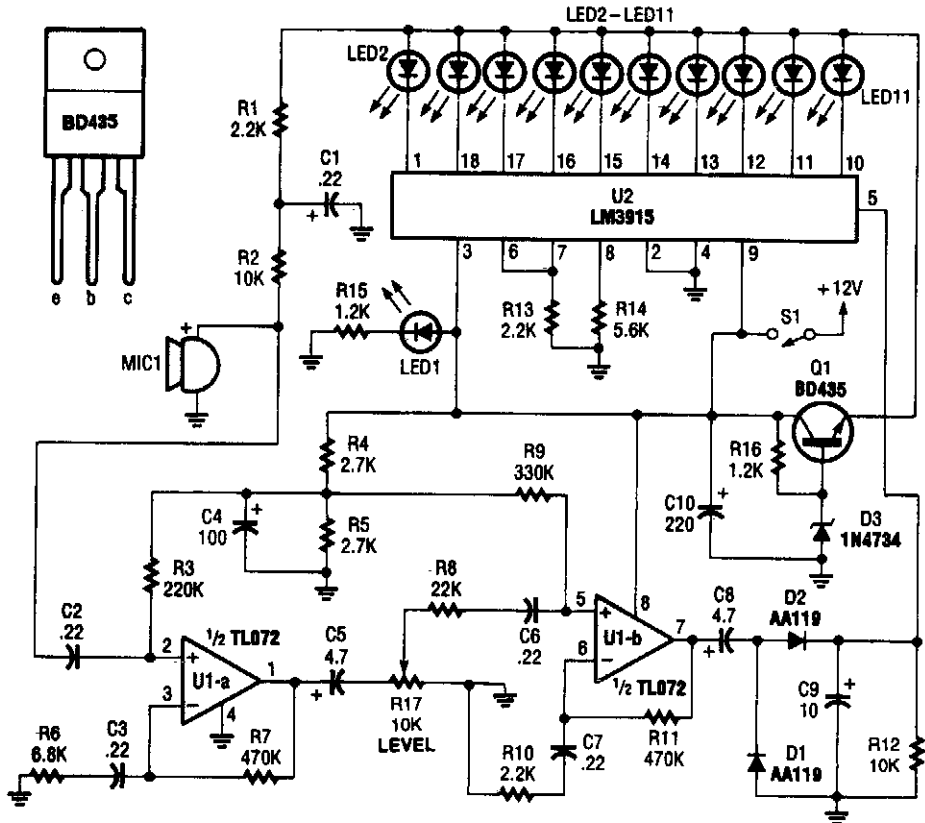 LED2–LED11
LED2
LED11
BD435
e b c
R1
2.2K
C1
.22
+
R2
10K
1 18 17 16 15 14 13 12 11 10
U2
LM3915
5
3 6 7 8 2 4 9
+
MIC1
R15
1.2K
LED1
R13
2.2K
R14
5.6K
+12V
S1
Q1
BD435
R4
2.7K
R9
330K
R16
1.2K
C4
100
+
R5
2.7K
C10
220
+
D3
1N4734
R3
220K
R8
22K
C2
.22
2
+
1/2 TL072
U1-a
1
3
−
4
C5
4.7
+
R17
10K
LEVEL
C6
.22
5
+
8
U1-b
7
6
−
1/2 TL072
C8
4.7
+
D2
AA119
R6
6.8K
C3
.22
R7
470K
R10
2.2K
C7
.22
R11
470K
D1
AA119
C9
10
+
R12
10K